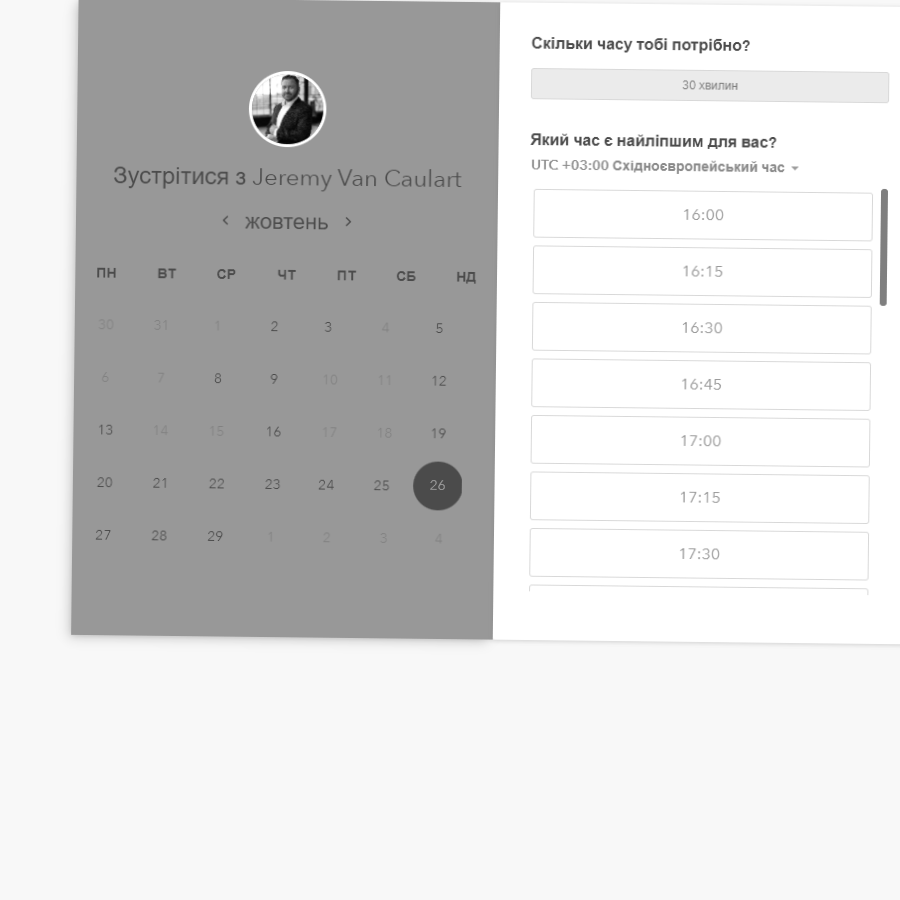 Зустрітися з Jeremy Van Caulart
жовтень
ПН ВТ СР ЧТ ПТ СБ НД
30 31 1 2 3 4 5
6 7 8 9 10 11 12
13 14 15 16 17 18 19
20 21 22 23 24 25 26
27 28 29 1 2 3 4
Скільки часу тобі потрібно?
30 хвилин
Який час є найліпшим для вас?
UTC +03:00 Східноєвропейський час
16:00
16:15
16:30
16:45
17:00
17:15
17:30